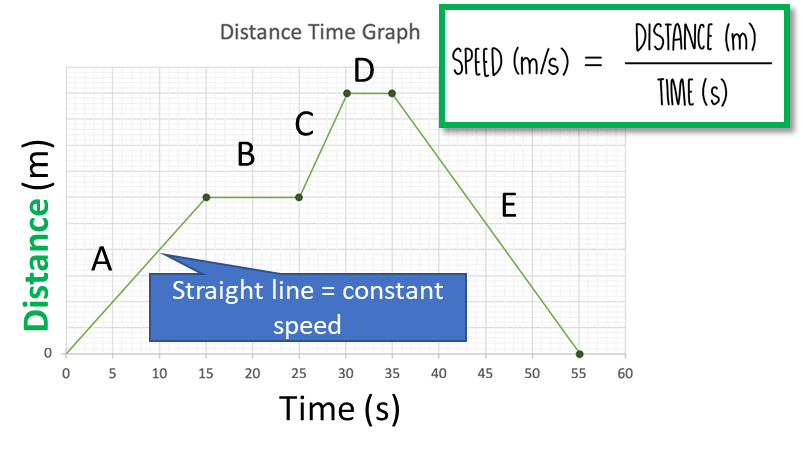 Distance Time Graph
SPEED (m/s) = DISTANCE (m)
TIME (s)
D
C
B
E
A
Distance (m)
Straight line = constant
speed
0
0 5 10 15 20 25 30 35 40 45 50 55 60
Time (s)